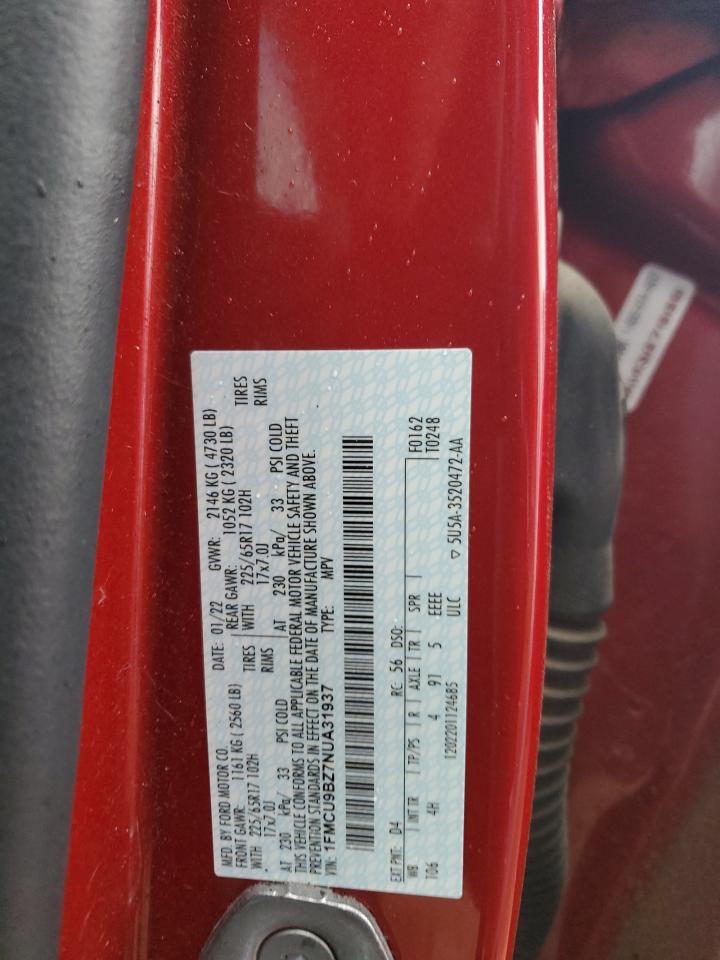 MFD. BY FORD MOTOR CO.
DATE: 01/22 GVWR: 2146 KG ( 4730 LB)
FRONT GAWR: 1161 KG ( 2560 LB) REAR GAWR: 1052 KG ( 2320 LB)
WITH 225/65R17 102H TIRES WITH 225/65R17 102H TIRES
17x7.0J RIMS 17x7.0J RIMS
AT 230 kPa/ 33 PSI COLD AT 230 kPa/ 33 PSI COLD
THIS VEHICLE CONFORMS TO ALL APPLICABLE FEDERAL MOTOR VEHICLE SAFETY AND THEFT
PREVENTION STANDARDS IN EFFECT ON THE DATE OF MANUFACTURE SHOWN ABOVE.
VIN: 1FMCU9BZ7NUA31937 TYPE: MPV
F0162
EXT PNT: D4 RC: 56 DSO: T0248
WB INT TR TP/PS R AXLE TR SPR
106 4H 4 91 5 EEEE
1202201124685 ULC ▽ 5U5A-3520472-AA